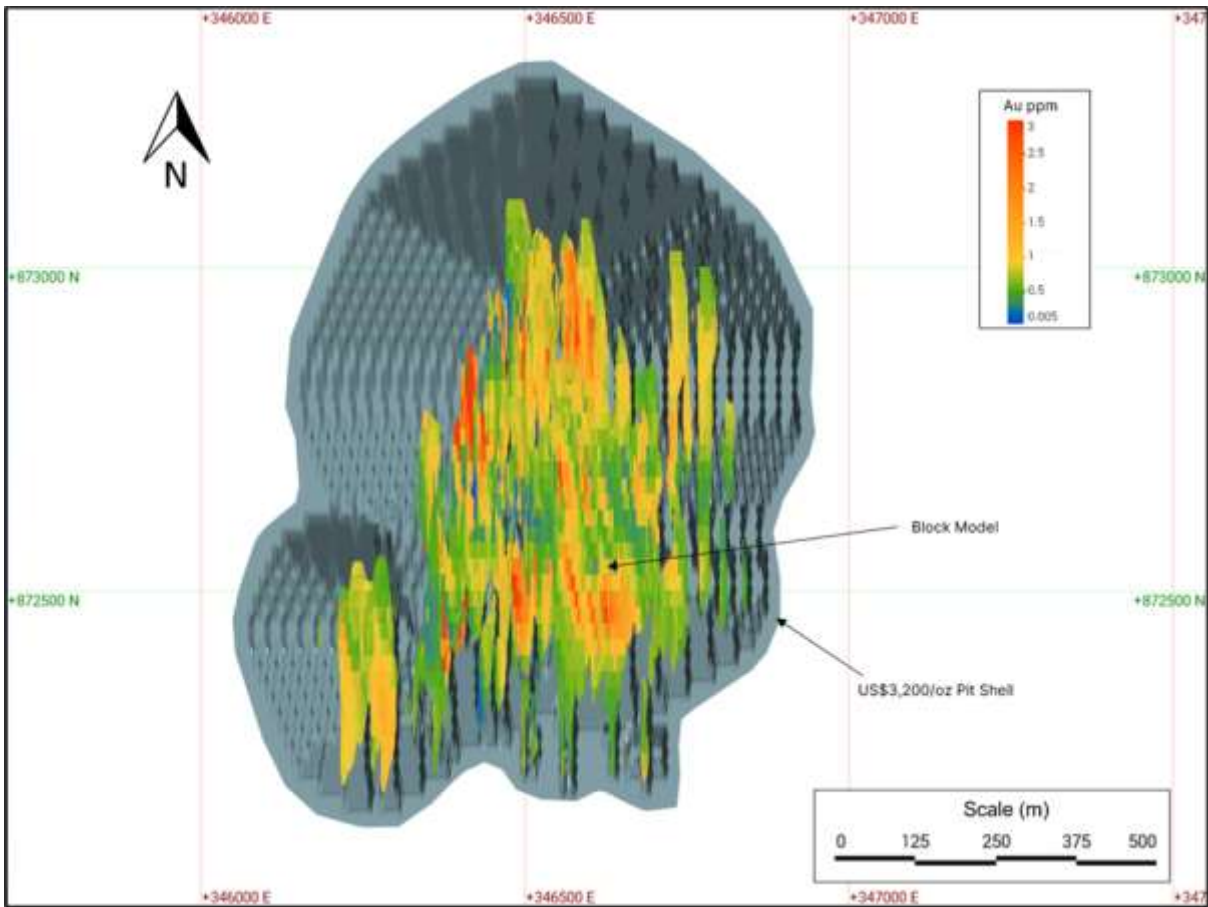 +346000 E
+346500 E
+347000 E
+347
N
Au ppm
3
2.5
2
1.5
1
0.5
0.005
+873000 N
+873000 N
Block Model
+872500 N
+872500 N
US$3,200/oz Pit Shell
Scale (m)
0 125 250 375 500
+346000 E
+346500 E
+347000 E
+347